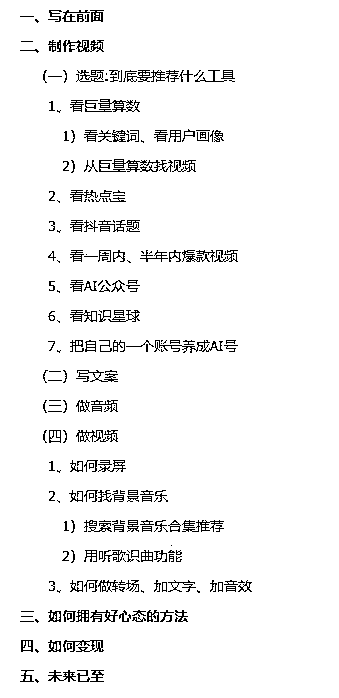 一、写在前面
二、制作视频
（一）选题:到底要推荐什么工具
1、看巨量算数
1）看关键词、看用户画像
2）从巨量算数找视频
2、看热点宝
3、看抖音话题
4、看一周内、半年内爆款视频
5、看AI公众号
6、看知识星球
7、把自己的一个账号养成AI号
（二）写文案
（三）做音频
（四）做视频
1、如何录屏
2、如何找背景音乐
1）搜索背景音乐合集推荐
2）用听歌识曲功能
3、如何做转场、加文字、加音效
三、如何拥有好心态的方法
四、如何变现
五、未来已至